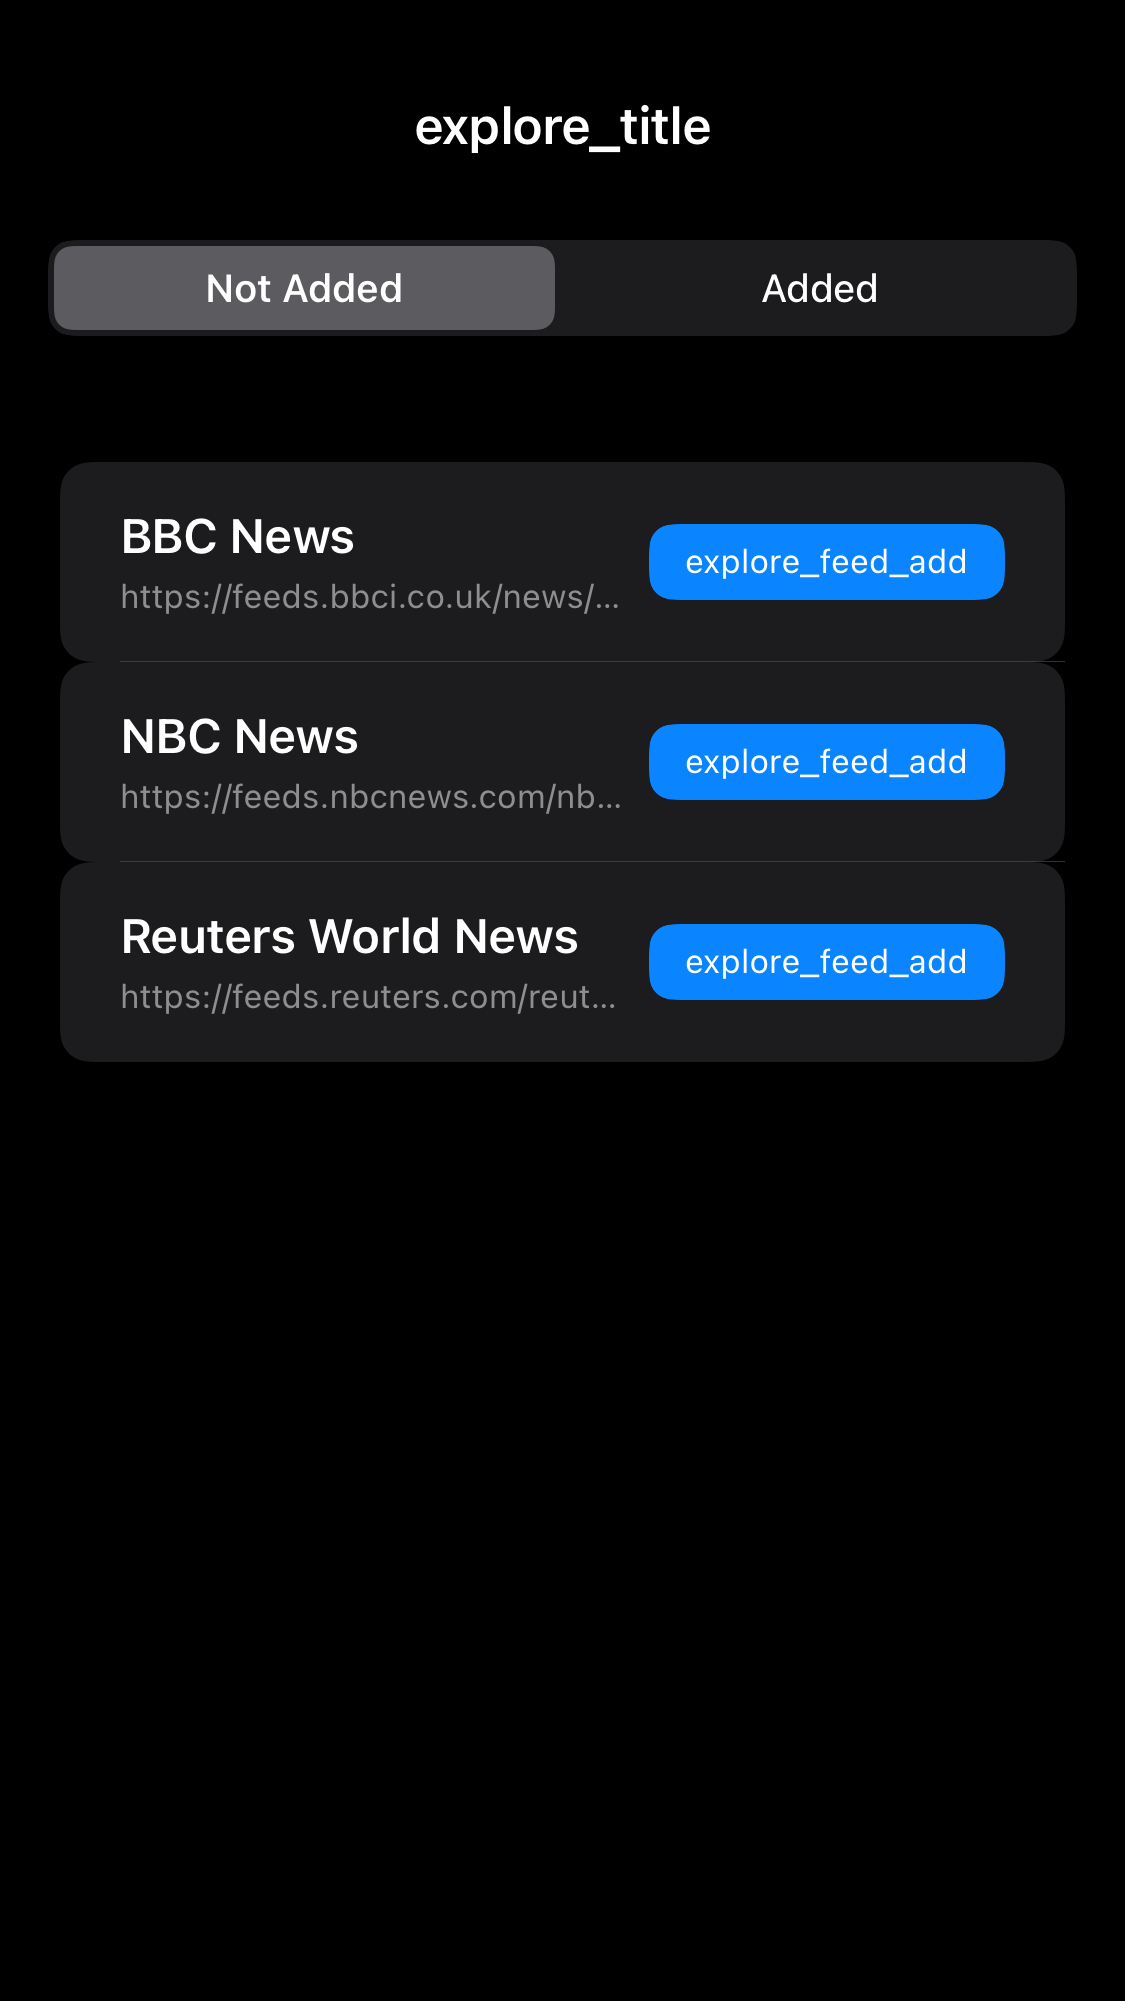 explore_title
Not Added
Added
BBC News
https://feeds.bbci.co.uk/news/...
explore_feed_add
NBC News
https://feeds.nbcnews.com/nb...
explore_feed_add
Reuters World News
https://feeds.reuters.com/reut...
explore_feed_add